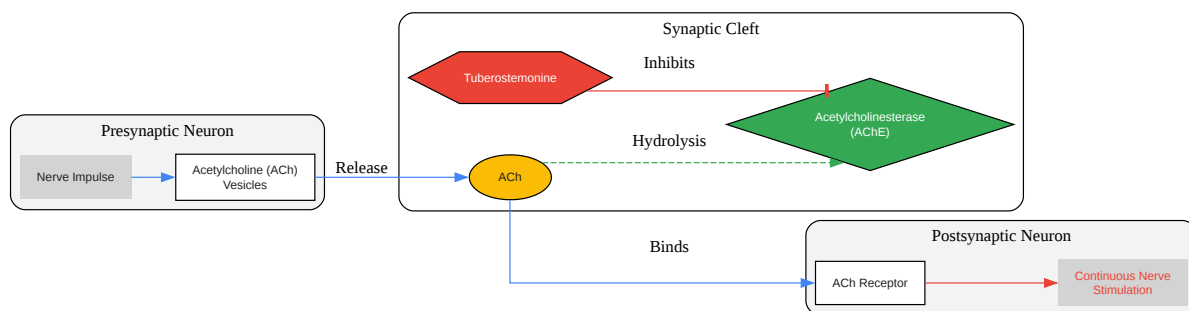 Synaptic Cleft
Tuberostemonine
Inhibits
Acetylcholinesterase
(AChE)
Hydrolysis
Presynaptic Neuron
Nerve Impulse
Acetylcholine (ACh)
Vesicles
Release
ACh
Binds
Postsynaptic Neuron
ACh Receptor
Continuous Nerve
Stimulation